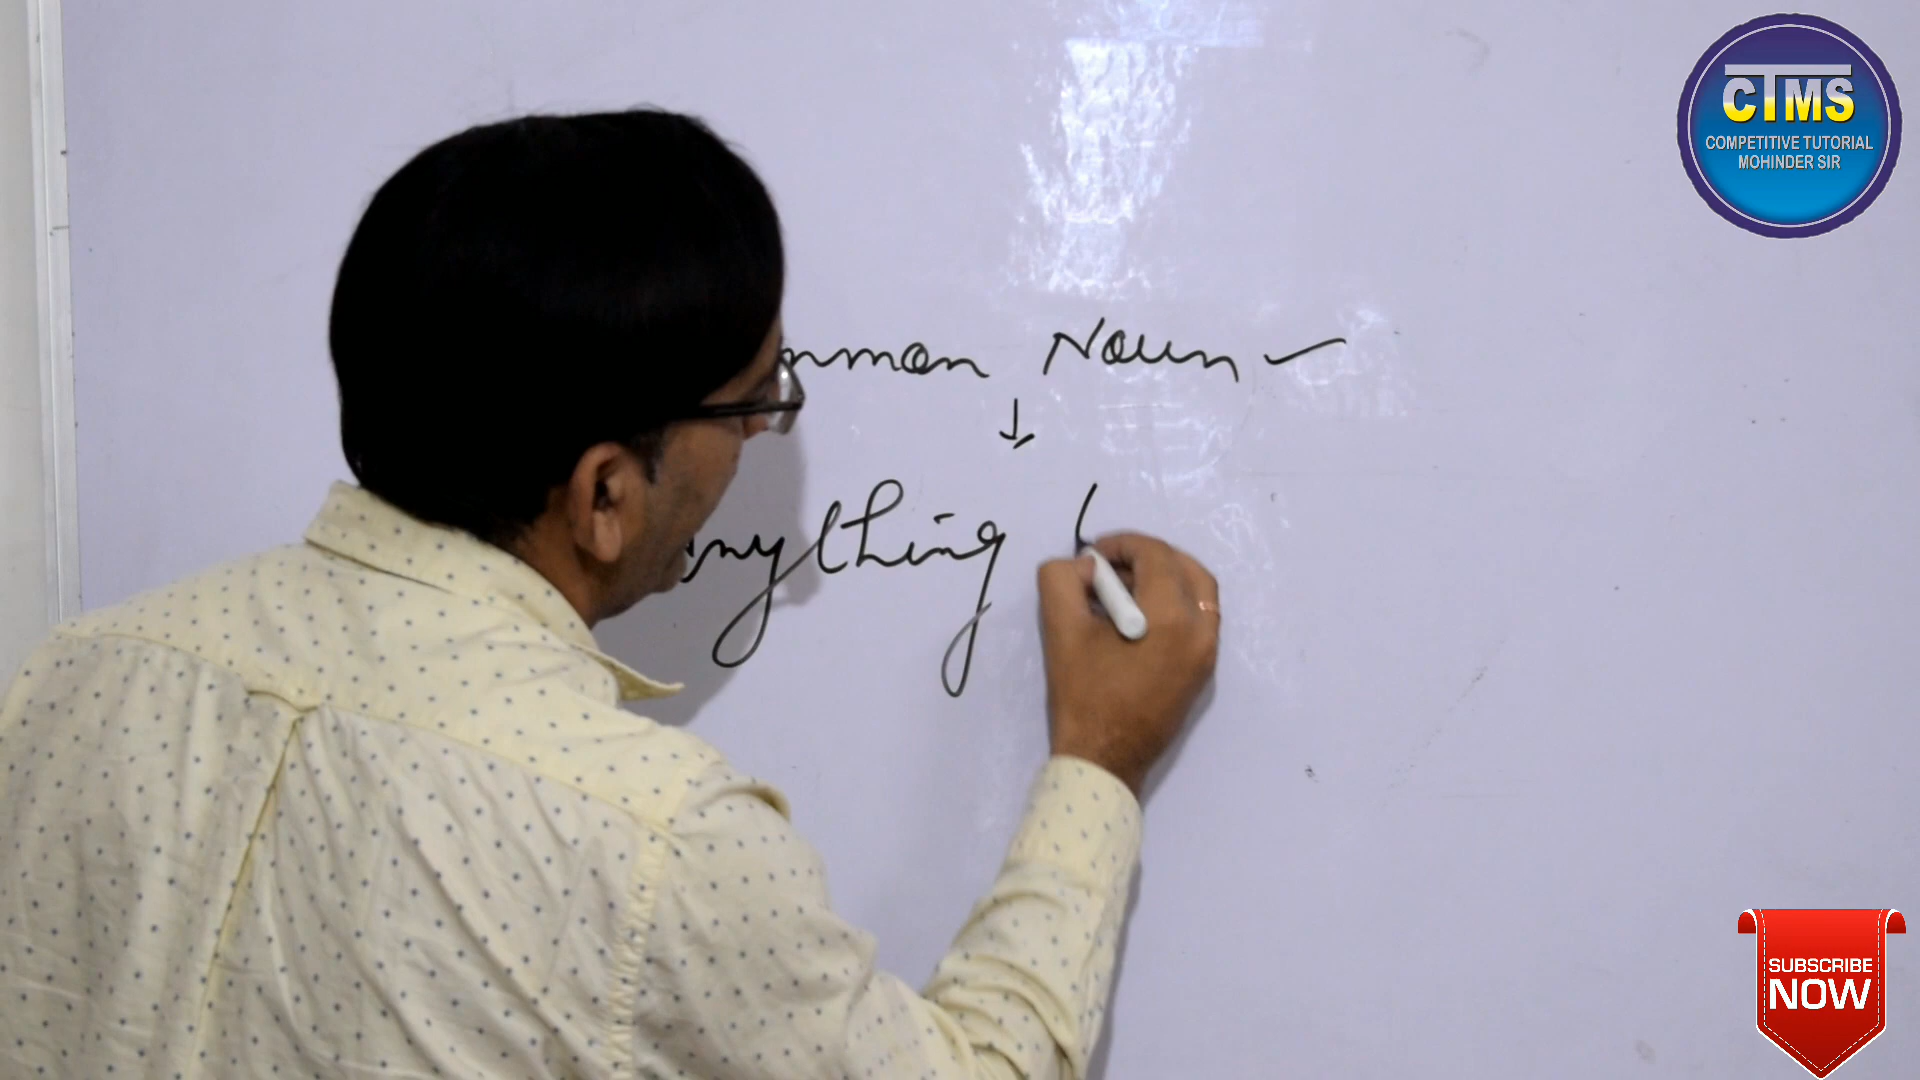 CTMS
COMPETITIVE TUTORIAL
MOHINDER SIR
mmon Noun
nything
SUBSCRIBE
NOW